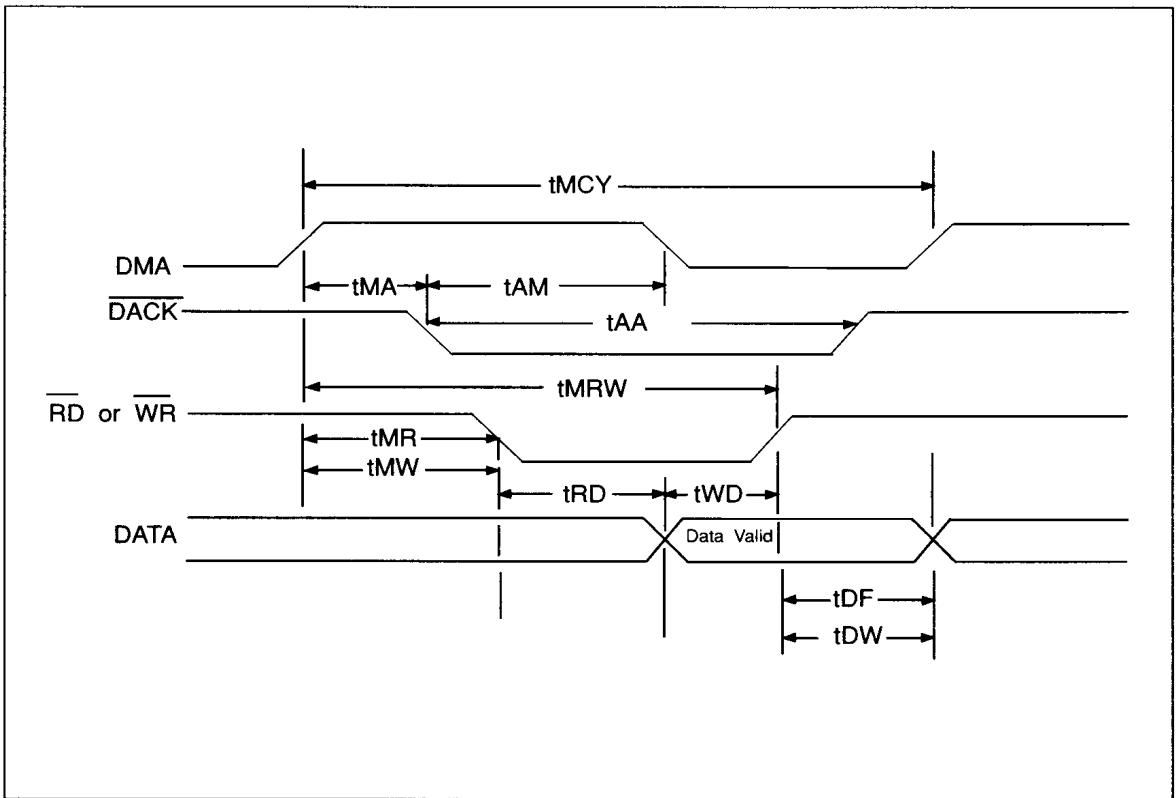 tMCY
DMA
tMA tAM
DACK
tAA
tMRW
RD or WR
tMR
tMW
tRD tWD
DATA Data Valid
tDF
tDW